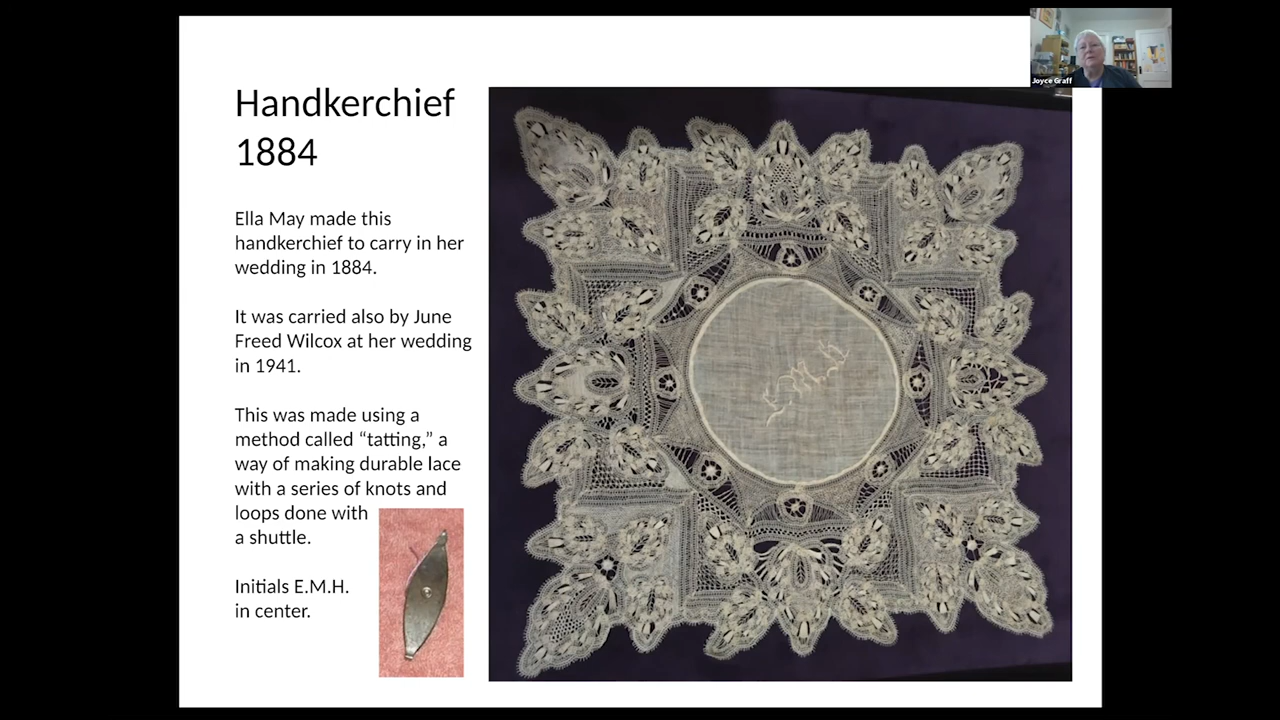 Handkerchief
1884
Ella May made this
handkerchief to carry in her
wedding in 1884.
It was carried also by June
Freed Wilcox at her wedding
in 1941.
This was made using a
method called “tatting,” a
way of making durable lace
with a series of knots and
loops done with
a shuttle.
Initials E.M.H.
in center.
Joyce Graff
E.M.H